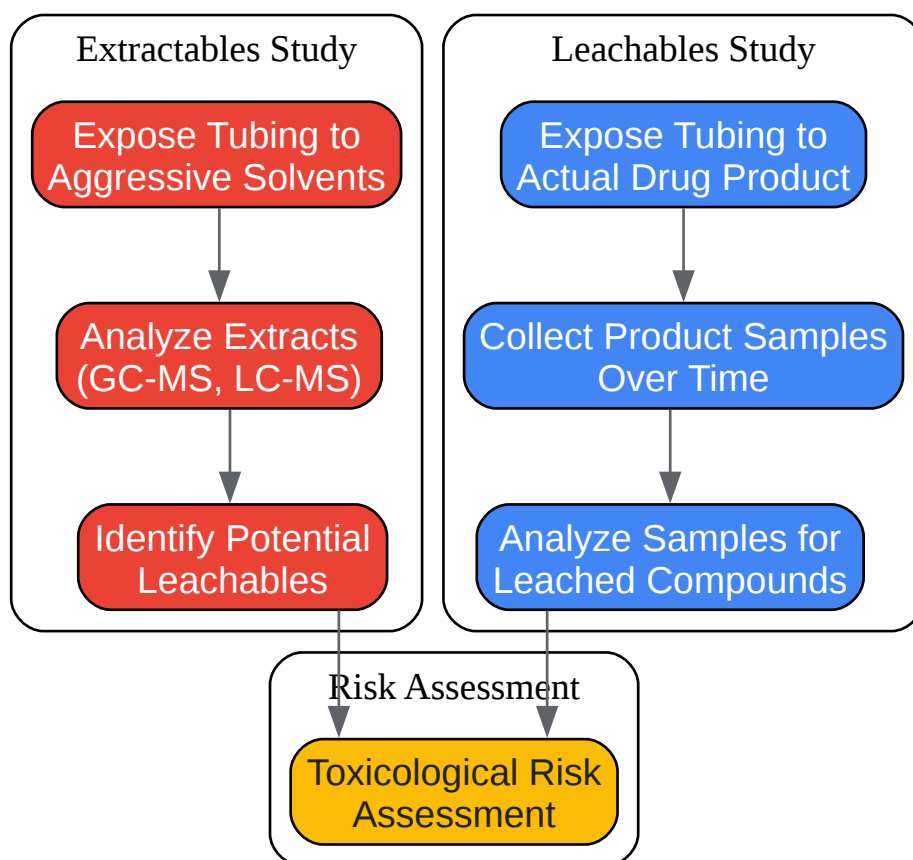 Extractables Study
Expose Tubing to
Aggressive Solvents
Analyze Extracts
(GC-MS, LC-MS)
Identify Potential
Leachables
Leachables Study
Expose Tubing to
Actual Drug Product
Collect Product Samples
Over Time
Analyze Samples for
Leached Compounds
Risk Assessment
Toxicological Risk
Assessment